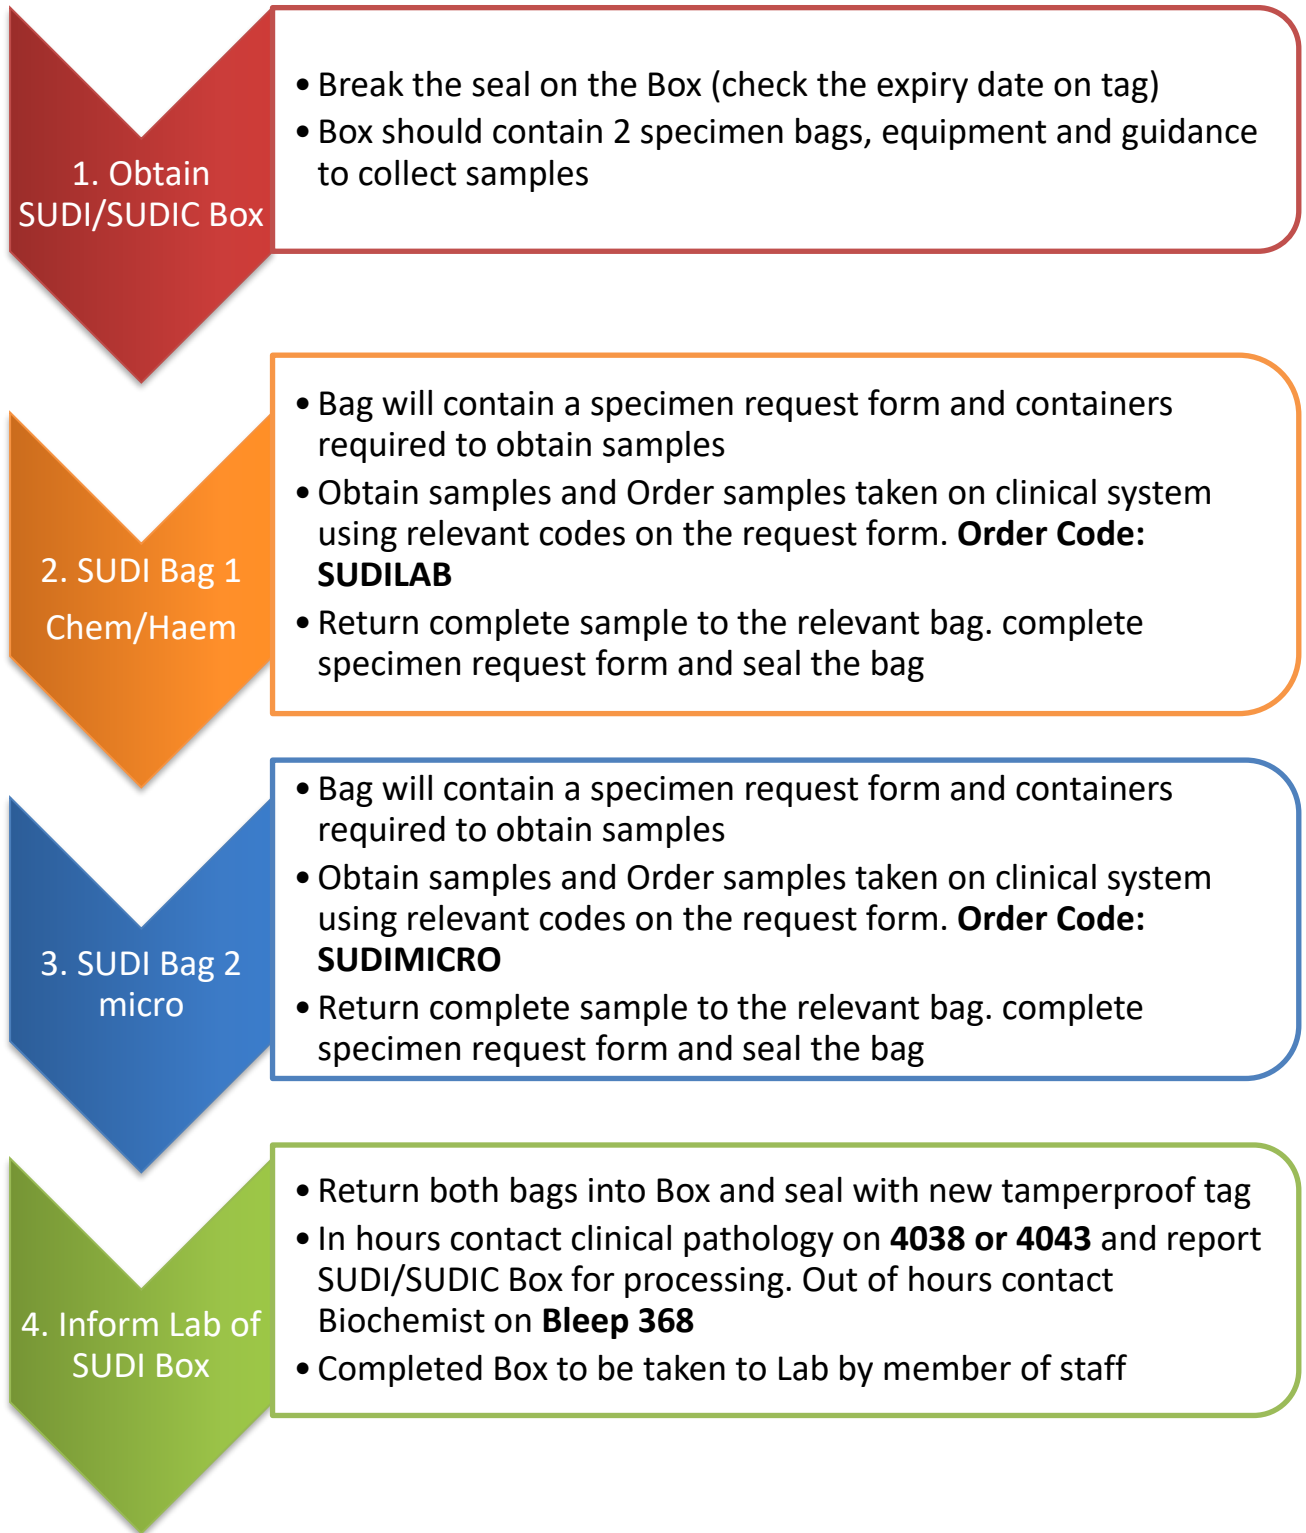 1. Obtain
SUDI/SUDIC Box
• Break the seal on the Box (check the expiry date on tag)
• Box should contain 2 specimen bags, equipment and guidance
to collect samples
2. SUDI Bag 1
Chem/Haem
• Bag will contain a specimen request form and containers
required to obtain samples
• Obtain samples and Order samples taken on clinical system
using relevant codes on the request form. Order Code:
SUDILAB
• Return complete sample to the relevant bag. complete
specimen request form and seal the bag
3. SUDI Bag 2
micro
• Bag will contain a specimen request form and containers
required to obtain samples
• Obtain samples and Order samples taken on clinical system
using relevant codes on the request form. Order Code:
SUDIMICRO
• Return complete sample to the relevant bag. complete
specimen request form and seal the bag
4. Inform Lab of
SUDI Box
• Return both bags into Box and seal with new tamperproof tag
• In hours contact clinical pathology on 4038 or 4043 and report
SUDI/SUDIC Box for processing. Out of hours contact
Biochemist on Bleep 368
• Completed Box to be taken to Lab by member of staff